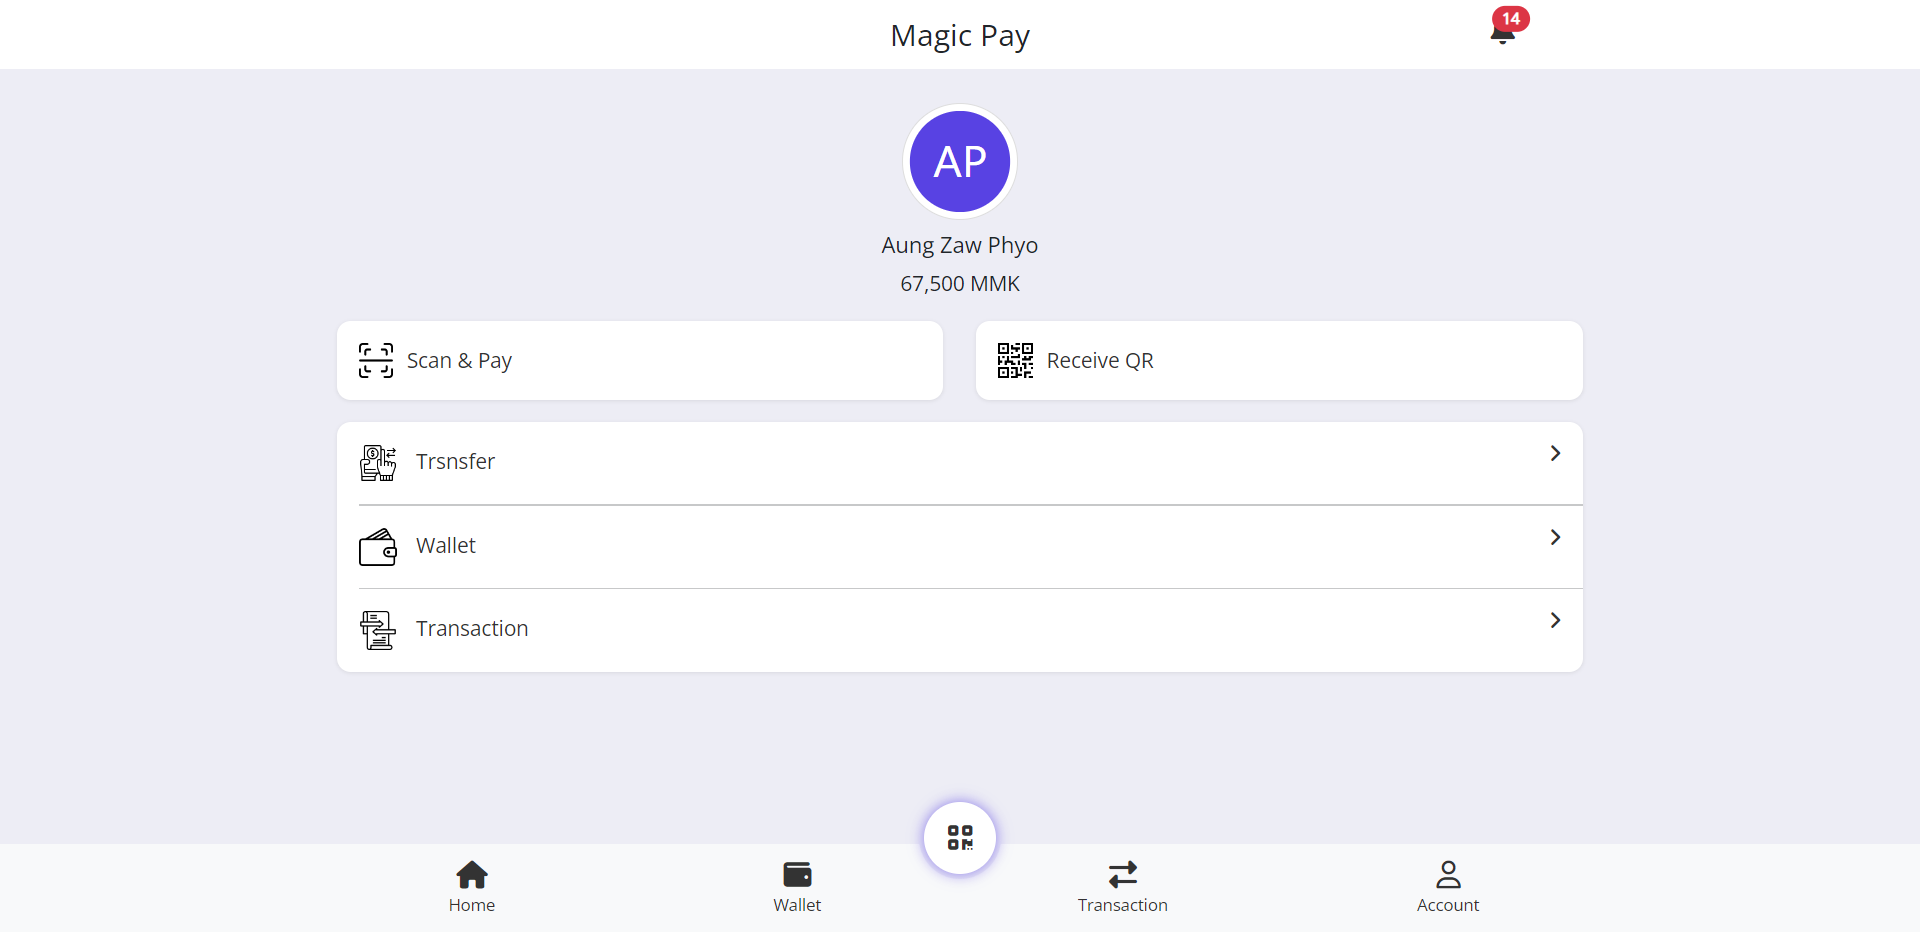 Magic Pay
14
AP
Aung Zaw Phyo
67,500 MMK
Scan & Pay
Receive QR
Trsnsfer
Wallet
Transaction
Home
Wallet
Transaction
Account